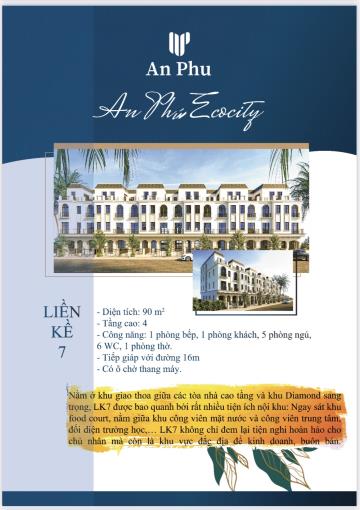 An Phu
An Phú Ecocity
LIỀN
KỀ
7
- Diện tích: 90 m²
- Tầng cao: 4
- Công năng: 1 phòng bếp, 1 phòng khách, 5 phòng ngủ,
6 WC, 1 phòng thờ.
- Tiếp giáp với đường 16m
- Có ô chờ thang máy.
Nằm ở khu giao thoa giữa các tòa nhà cao tầng và khu Diamond sang
trọng, LK7 được bao quanh bởi rất nhiều tiện ích nội khu: Ngay sát khu
food court, nằm giữa khu công viên mặt nước và công viên trung tâm,
đối diện trường học,… LK7 không chỉ đem lại tiện nghi hoàn hảo cho
chủ nhân mà còn là khu vực đắc địa để kinh doanh, buôn bán.